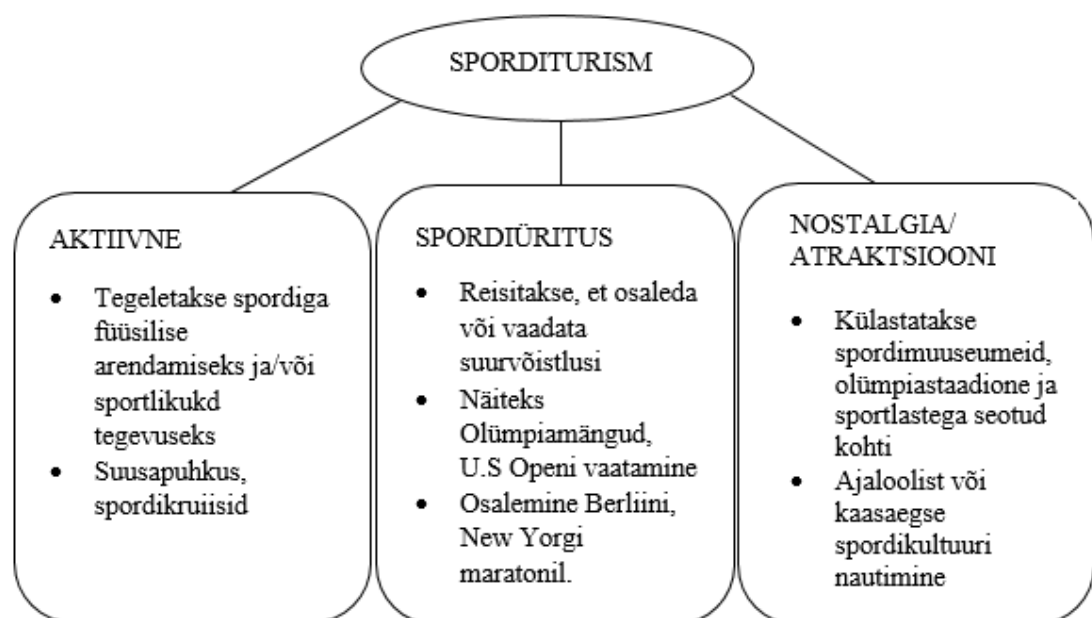 SPORDITURISM
AKTIIVNE
• Tegeletakse spordiga
füüsilise
arendamiseks ja/või
sportlikukd
tegevuseks
• Suusapuhkus,
spordikruiisid
SPORDIÜRITUS
• Reisitakse, et osaleda
või vaadata
suurvõistlusi
• Näiteks
Olümpiamängud,
U.S Openi vaatamine
• Osalemine Berliini,
New Yorgi
maratonil.
NOSTALGIA/
ATRAKTSIOONI
• Külastatakse
spordimuuseumeid,
olümpiastaadione ja
sportlastega seotud
kohti
• Ajaloolist või
kaasaegse
spordikultuuri
nautimine